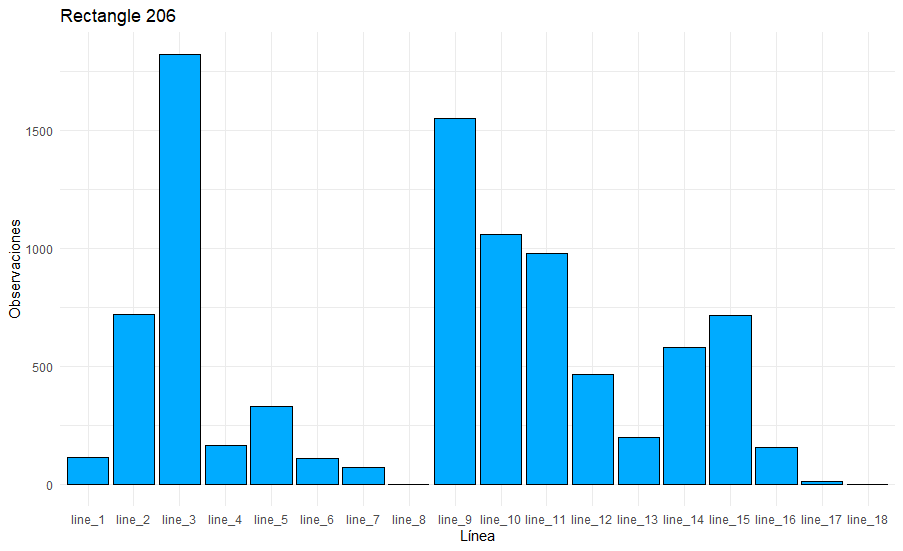 Rectangle 206
Observaciones
1500
1000
500
0
line_1 line_2 line_3 line_4 line_5 line_6 line_7 line_8 line_9 line_10 line_11 line_12 line_13 line_14 line_15 line_16 line_17 line_18
Línea